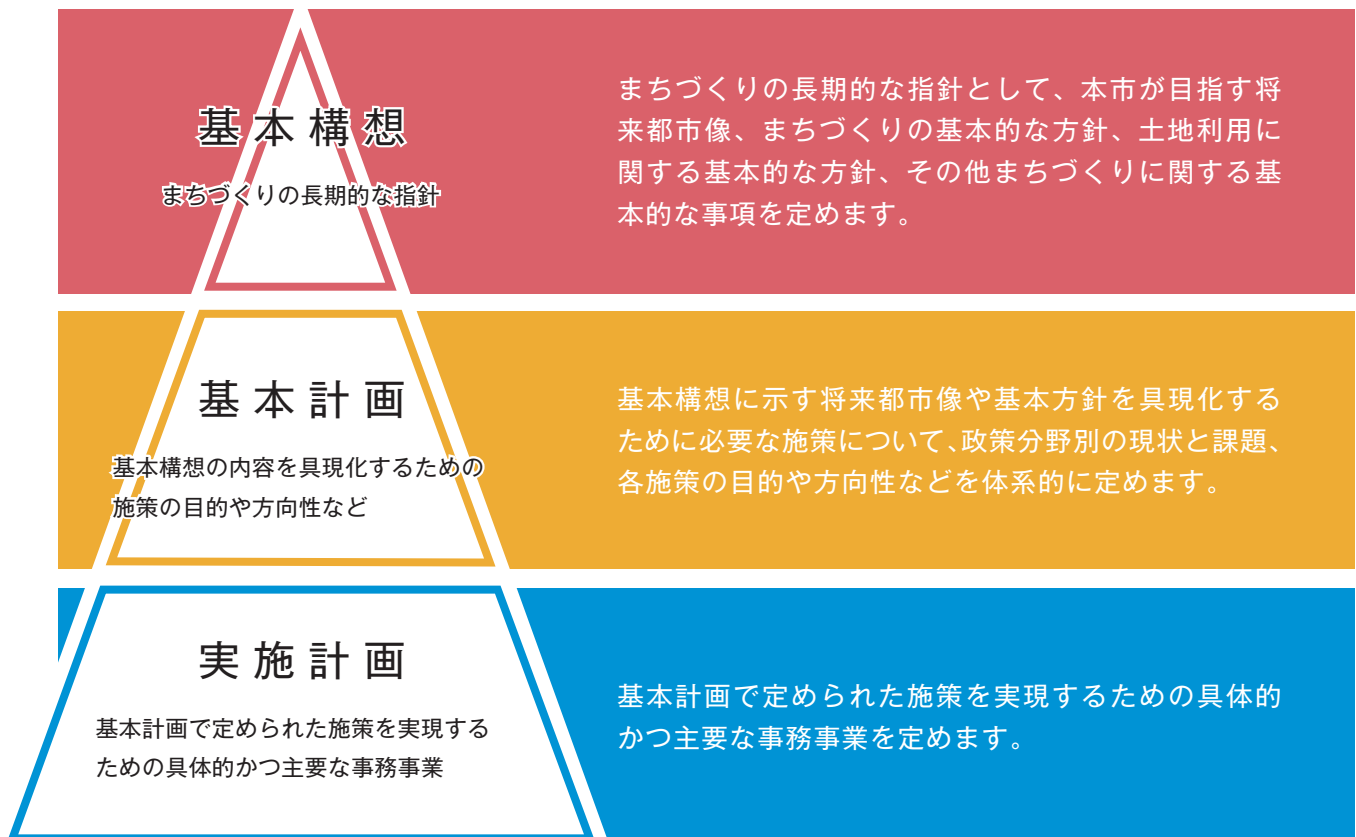 基本構想
まちづくりの長期的な指針
まちづくりの長期的な指針として、本市が目指す将
来都市像、まちづくりの基本的な方針、土地利用に
関する基本的な方針、その他まちづくりに関する基
本的な事項を定めます。
基本計画
基本構想の内容を具現化するための
施策の目的や方向性など
基本構想に示す将来都市像や基本方針を具現化する
ために必要な施策について、政策分野別の現状と課題、
各施策の目的や方向性などを体系的に定めます。
実施計画
基本計画で定められた施策を実現する
ための具体的かつ主要な事務事業
基本計画で定められた施策を実現するための具体的
かつ主要な事務事業を定めます。